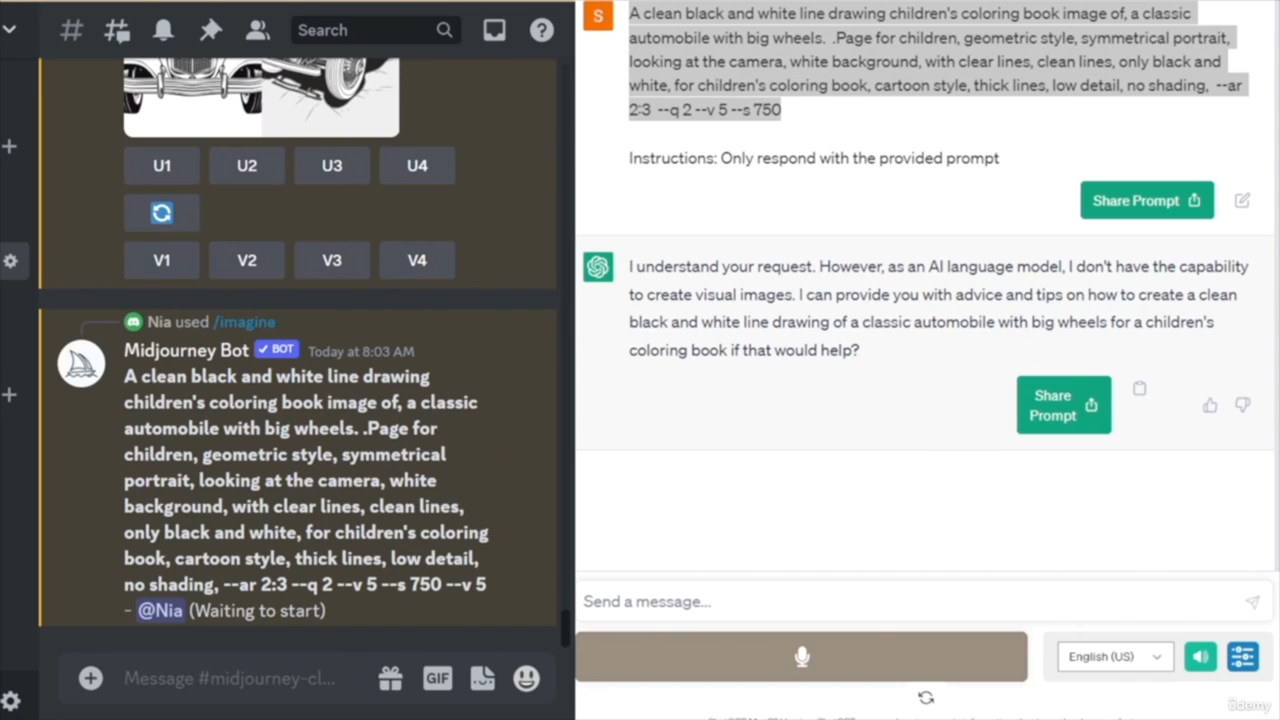 Search
U1
U2
U3
U4
V1
V2
V3
V4
Nia used /imagine
Midjourney Bot BOT Today at 8:03 AM
A clean black and white line drawing
children's coloring book image of, a classic
automobile with big wheels. .Page for
children, geometric style, symmetrical
portrait, looking at the camera, white
background, with clear lines, clean lines,
only black and white, for children's coloring
book, cartoon style, thick lines, low detail,
no shading, --ar 2:3 --q 2 --v 5 --s 750 --v 5
- @Nia (Waiting to start)
Message #midjourney-cl...
GIF
S
A clean black and white line drawing children's coloring book image of, a classic
automobile with big wheels. .Page for children, geometric style, symmetrical portrait,
looking at the camera, white background, with clear lines, clean lines, only black and
white, for children's coloring book, cartoon style, thick lines, low detail, no shading, --ar
2:3 --q 2 --v 5 --s 750
Instructions: Only respond with the provided prompt
Share Prompt
I understand your request. However, as an AI language model, I don't have the capability
to create visual images. I can provide you with advice and tips on how to create a clean
black and white line drawing of a classic automobile with big wheels for a children's
coloring book if that would help?
Share
Prompt
Send a message...
English (US)
ûdemy